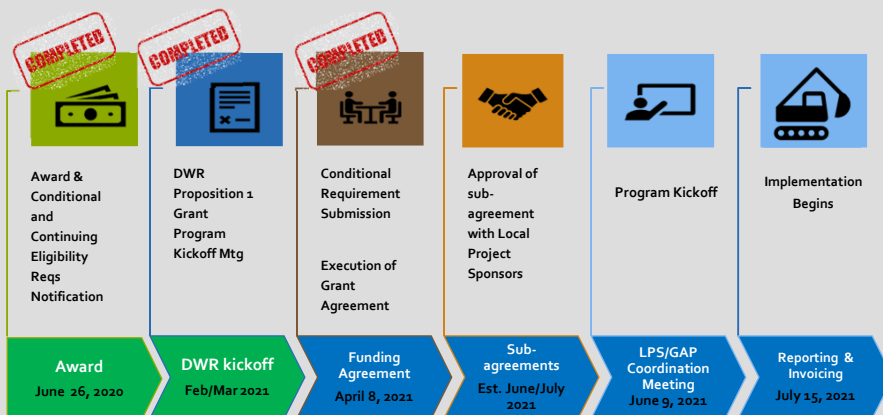 COMPLETED
COMPLETED
COMPLETED
Award &
Conditional
and
Continuing
Eligibility
Reqs
Notification
DWR
Proposition 1
Grant
Program
Kickoff Mtg
Conditional
Requirement
Submission
Execution of
Grant
Agreement
Approval of
sub-
agreement
with Local
Project
Sponsors
Program Kickoff
Implementation
Begins
Award
June 26, 2020
DWR kickoff
Feb/Mar 2021
Funding
Agreement
April 8, 2021
Sub-
agreements
Est. June/July
2021
LPS/GAP
Coordination
Meeting
June 9, 2021
Reporting &
Invoicing
July 15, 2021